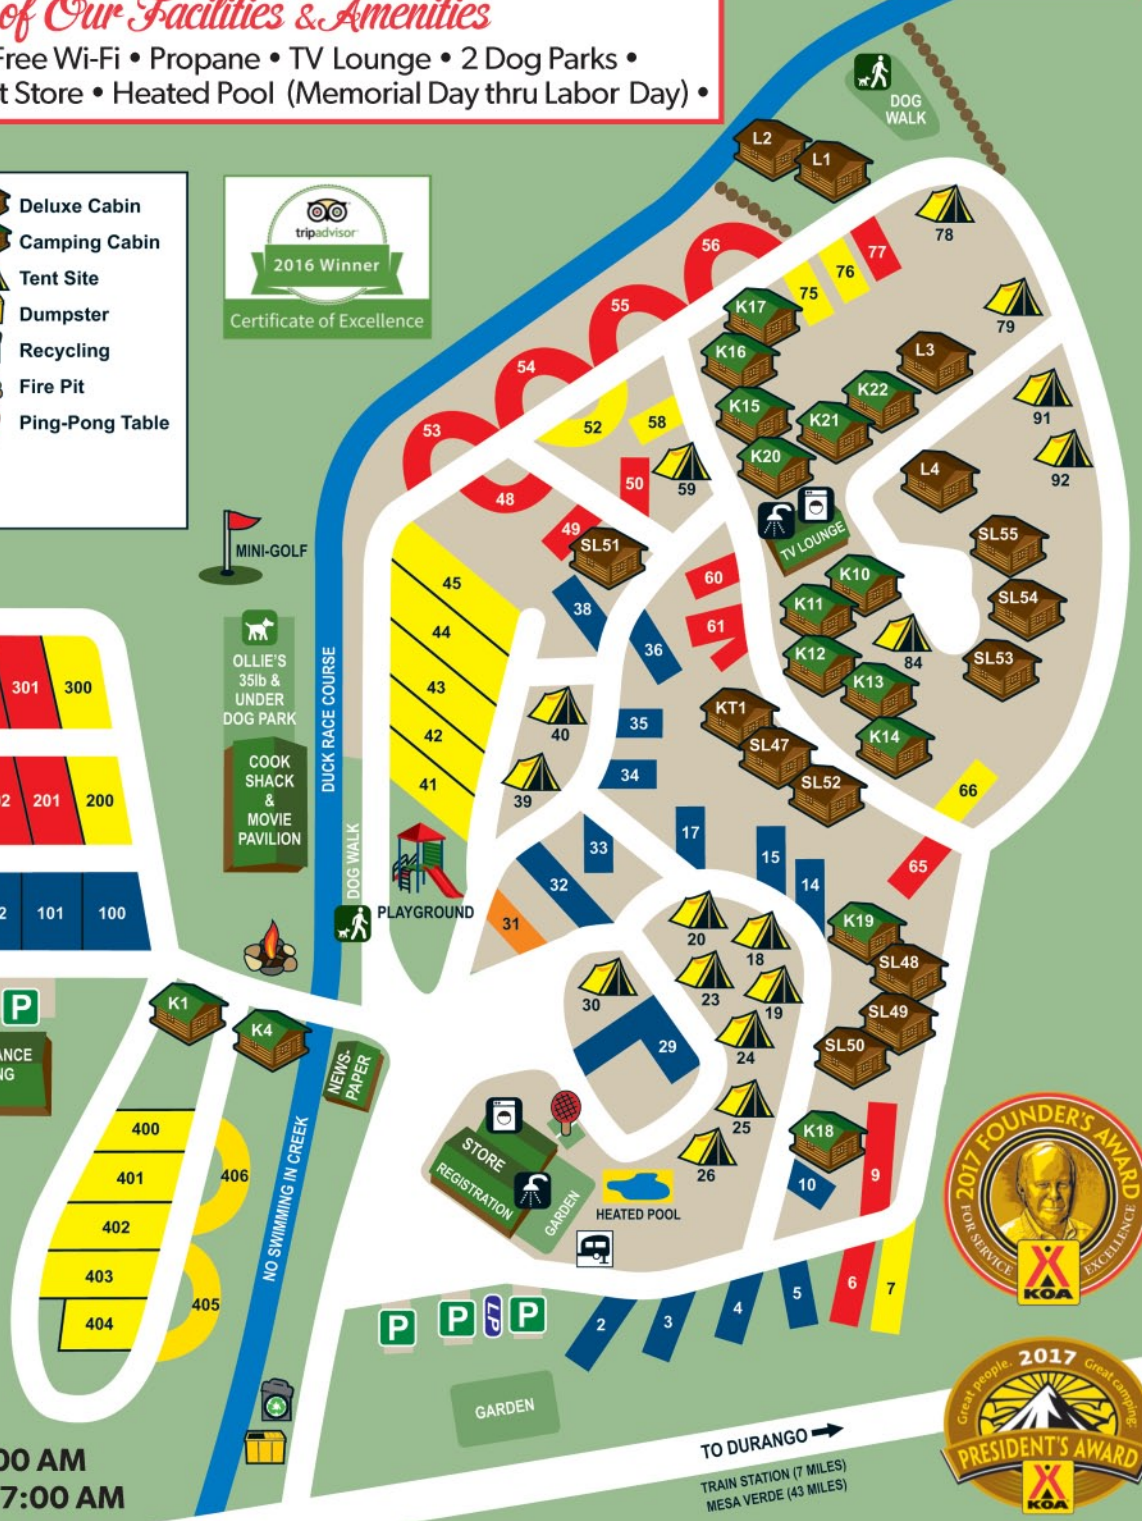 of Our Facilities & Amenities
Free Wi-Fi • Propane • TV Lounge • 2 Dog Parks •
t Store • Heated Pool (Memorial Day thru Labor Day) •
DOG
WALK
Deluxe Cabin
Camping Cabin
Tent Site
Dumpster
Recycling
Fire Pit
Ping-Pong Table
tripadvisor
2016 Winner
Certificate of Excellence
L2
L1
78
56
77
76
75
79
55
K17
K16
L3
54
K22
91
K15
K21
52
58
53
K20
L4
92
59
50
48
49
SL51
TV LOUNGE
SL55
MINI-GOLF
45
38
60
K10
K11
SL54
44
36
61
84
K12
SL53
OLLIE'S
35lb &
UNDER
DOG PARK
301
300
43
K13
KT1
40
35
42
SL47
K14
COOK
SHACK
&
MOVIE
PAVILION
DUCK RACE COURSE
41
39
34
SL52
66
02
201
200
17
33
15
65
32
14
DOG WALK
PLAYGROUND
2
101
100
31
20
18
K19
SL48
30
23
19
SL49
P
K1
K4
24
29
SL50
ANCE
NG
NEWS-
PAPER
25
K18
26
10
9
400
401
406
402
403
405
404
NO SWIMMING IN CREEK
STORE
REGISTRATION
GARDEN
HEATED POOL
P
P
LP
P
2
3
4
5
6
7
GARDEN
2017 FOUNDER'S AWARD
FOR SERVICE EXCELLENCE
KOA
Great people. 2017 Great camping.
PRESIDENT'S AWARD
KOA
TO DURANGO
TRAIN STATION (7 MILES)
MESA VERDE (43 MILES)
00 AM
7:00 AM